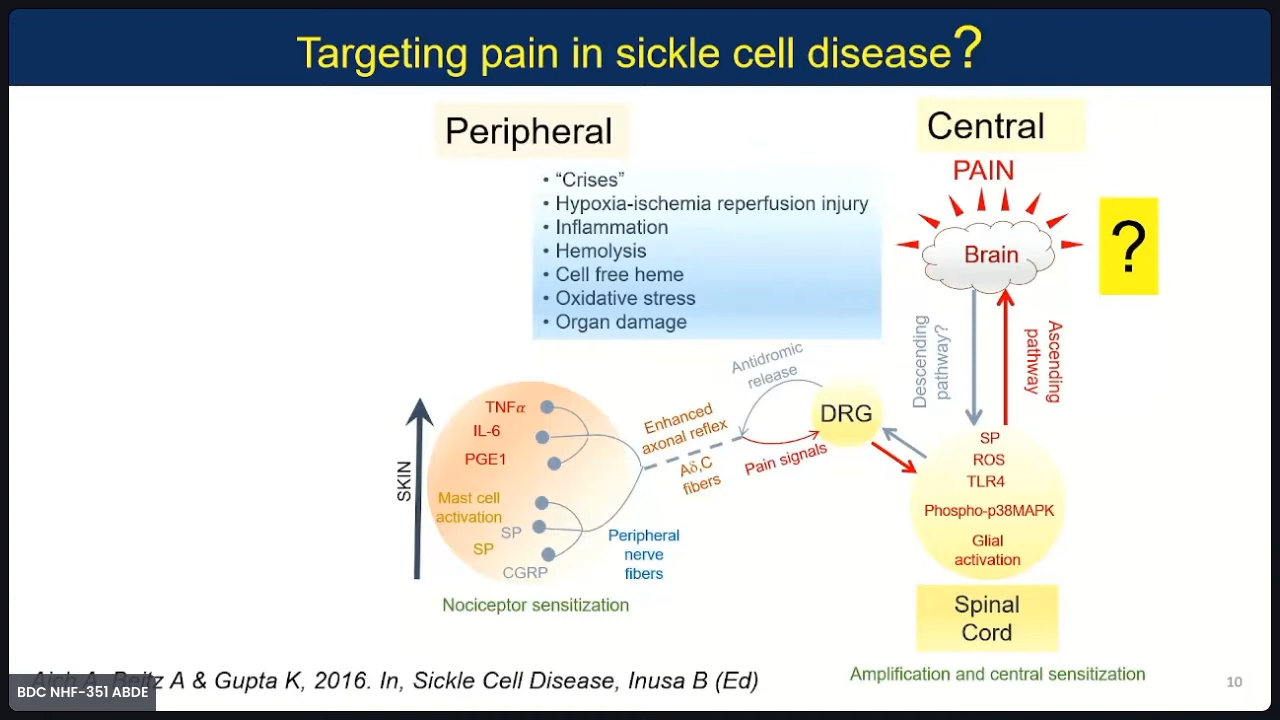 Targeting pain in sickle cell disease?
Peripheral
• “Crises”
• Hypoxia-ischemia reperfusion injury
• Inflammation
• Hemolysis
• Cell free heme
• Oxidative stress
• Organ damage
Central
PAIN
Brain
?
Descending
pathway?
Ascending
pathway
SKIN
TNFα
IL-6
PGE1
Mast cell
activation
SP
SP
CGRP
Peripheral
nerve
fibers
Nociceptor sensitization
Enhanced
axonal reflex
Aδ,C
fibers
Antidromic
release
Pain signals
DRG
SP
ROS
TLR4
Phospho-p38MAPK
Glial
activation
Spinal
Cord
Amplification and central sensitization
Aich A, Beitz A & Gupta K, 2016. In, Sickle Cell Disease, Inusa B (Ed)
BDC NHF-351 ABDE
10